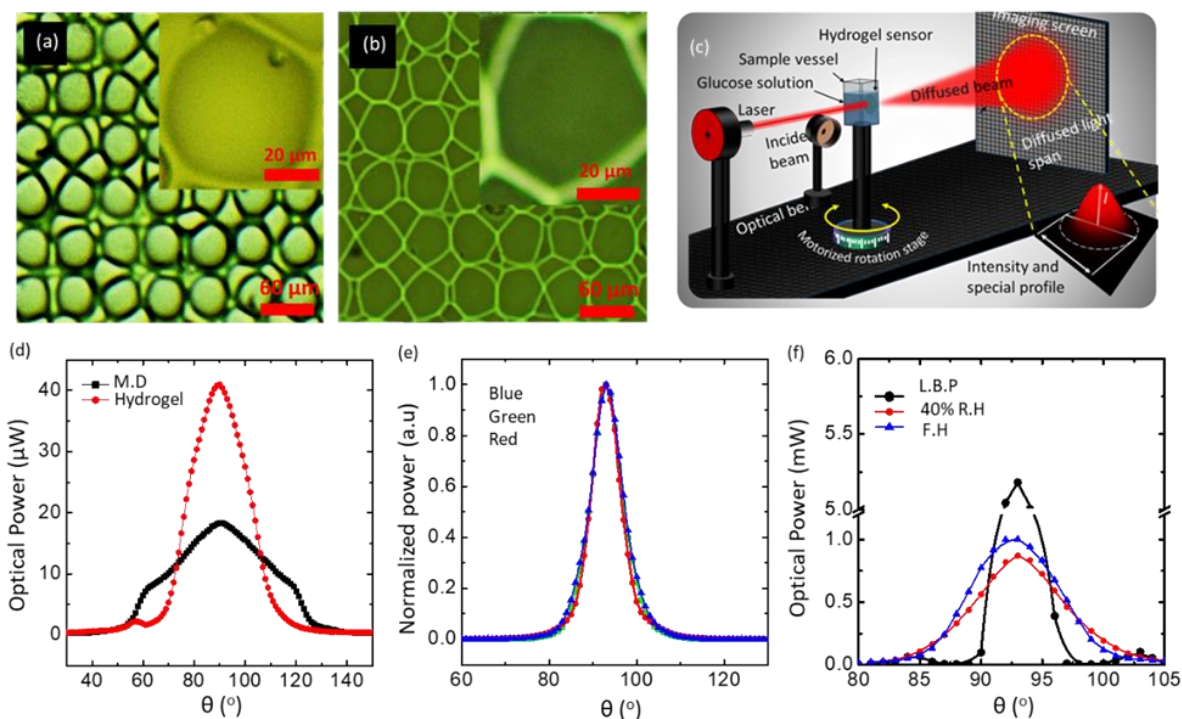 (a)
20 µm
60 µm
(b)
20 µm
60 µm
(c)
imaging screen
Hydrogel sensor
Sample vessel
Glucose solution
Laser
Diffused beam
Incide
beam
Diffused light
span
Optical be
Motorized rotation stage
I
Intensity and
special profile
(d)
M.D
Hydrogel
Optical Power (µW)
40
30
20
10
0
40 60 80 100 120 140
θ (°)
(e)
Blue
Green
Red
Normalized power (a.u)
1.0
0.8
0.6
0.4
0.2
0.0
60 80 100 120
θ (°)
(f)
L.B.P
40% R.H
F.H
Optical Power (mW)
6.0
5.5
5.0
1.0
0.5
0.0
80 85 90 95 100 105
θ (°)